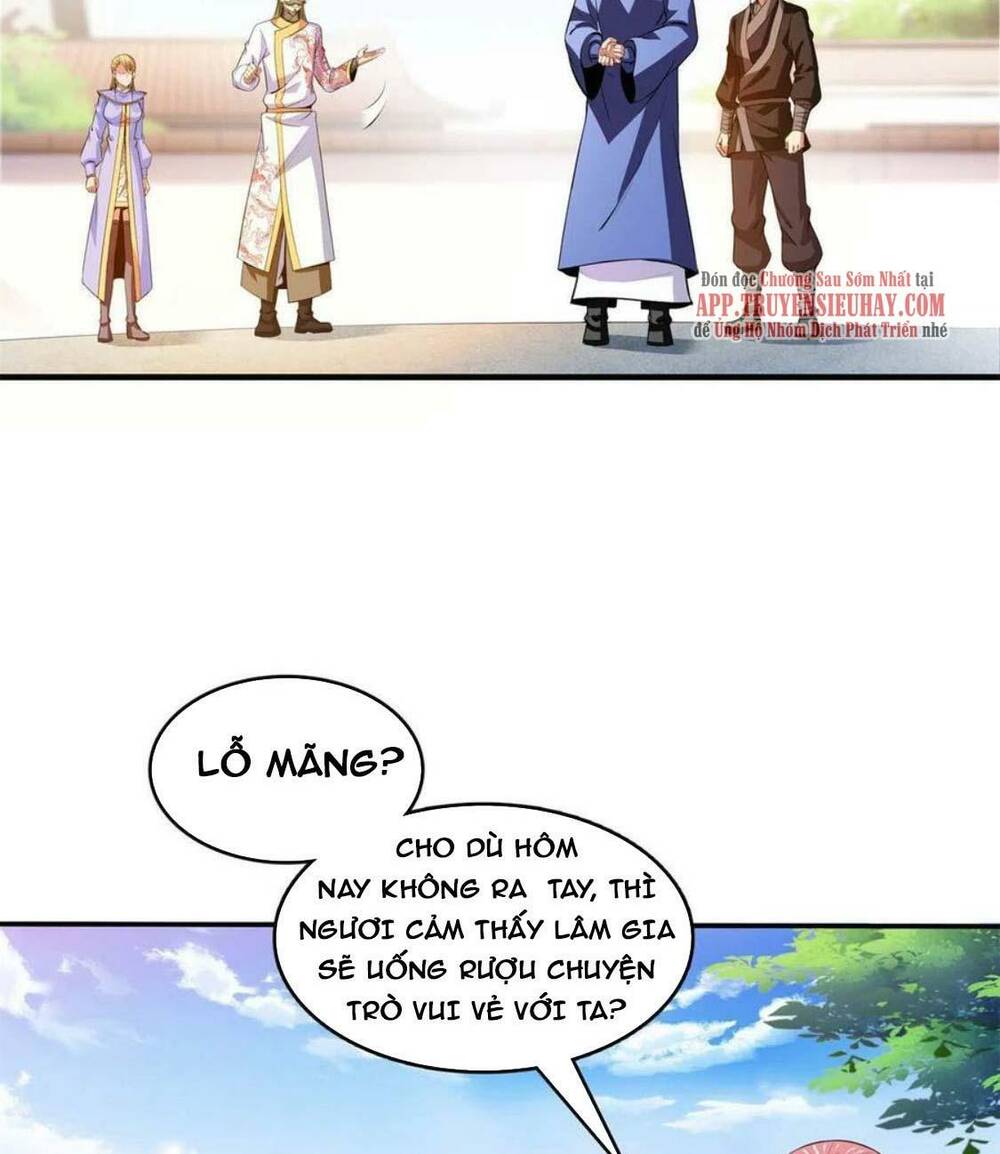 Đón đọc Chương Sau Sớm Nhất tại
APP.TRUYENSIEUHAY.COM
để Ủng Hộ Nhóm Dịch Phát Triển nhé
LỖ MÃNG?
CHO DÙ HÔM
NAY KHÔNG RA TAY, THÌ
NGƯƠI CẢM THẤY LÂM GIA
SẼ UỐNG RƯỢU CHUYỆN
TRÒ VUI VẺ VỚI TA?